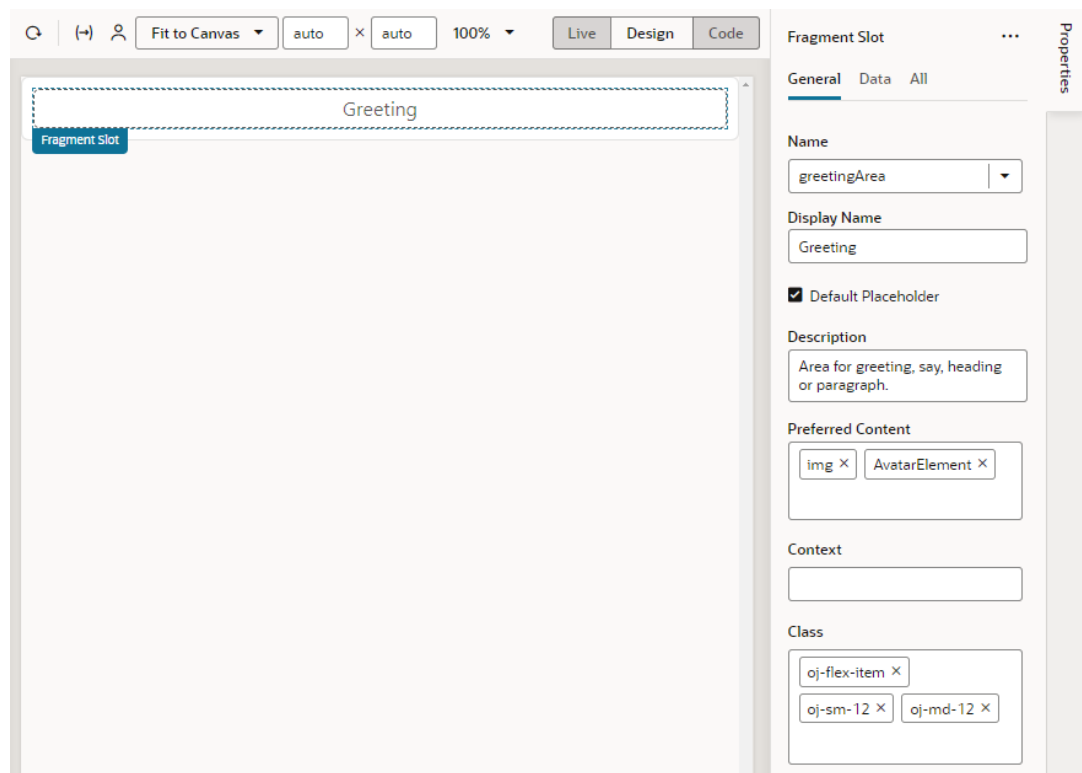 Fit to Canvas auto × auto 100% Live Design Code
Greeting
Fragment Slot
Fragment Slot ...
General Data All
Name
greetingArea
Display Name
Greeting
Default Placeholder
Description
Area for greeting, say, heading
or paragraph.
Preferred Content
img × AvatarElement ×
Context
Class
oj-flex-item ×
oj-sm-12 × oj-md-12 ×
Properties